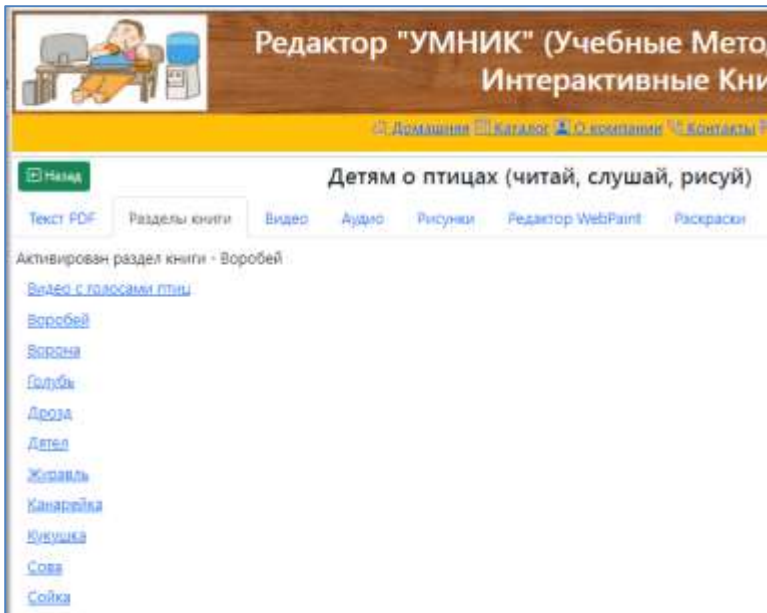 Редактор "УМНИК" (Учебные Мето
Интерактивные Кни
Домашняя Каталог О компании Контакты
Назад
Детям о птицах (читай, слушай, рисуй)
Текст PDF Разделы книги Видео Аудио Рисунки Редактор WebPaint Раскраски
Активирован раздел книги - Воробей
Видео с голосами птиц
Воробей
Ворона
Голубь
Дрозд
Дятел
Журавль
Канарейка
Кукушка
Сова
Сойка